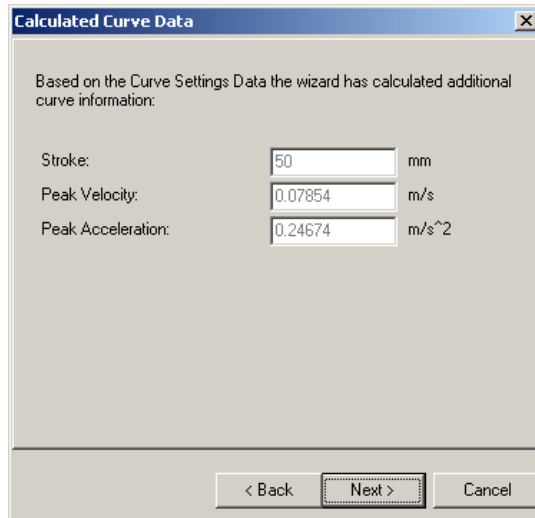 Calculated Curve Data
Based on the Curve Settings Data the wizard has calculated additional
curve information:
Stroke: 50 mm
Peak Velocity: 0.07854 m/s
Peak Acceleration: 0.24674 m/s^2
< Back Next > Cancel